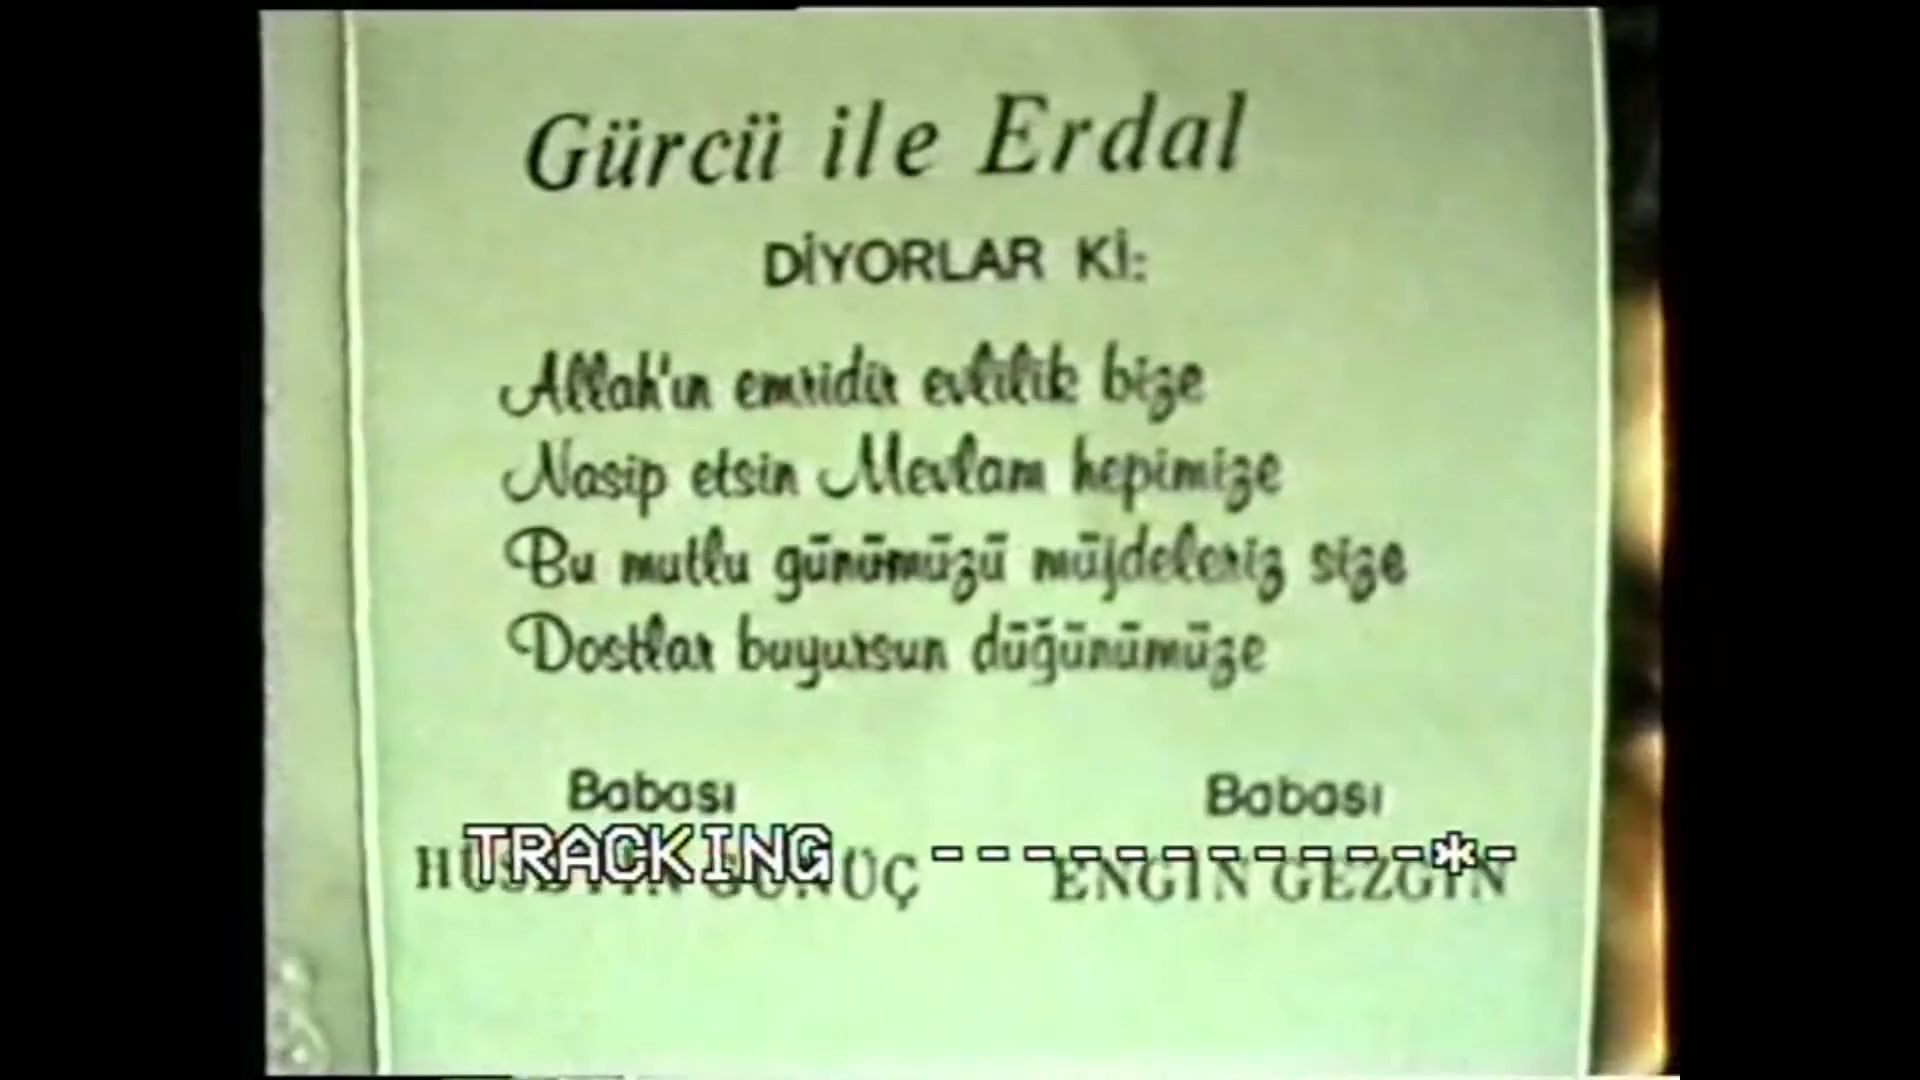 Gürcü ile Erdal
DİYORLAR Kİ:
Allah'ın emridir evlilik bize
Nasip etsin Mevlam hepimize
Bu mutlu günümüzü müjdeleriz size
Dostlar buyursun düğünümüze
Babası Babası
TRACKING ------------*-
ENGİN GEZGİN